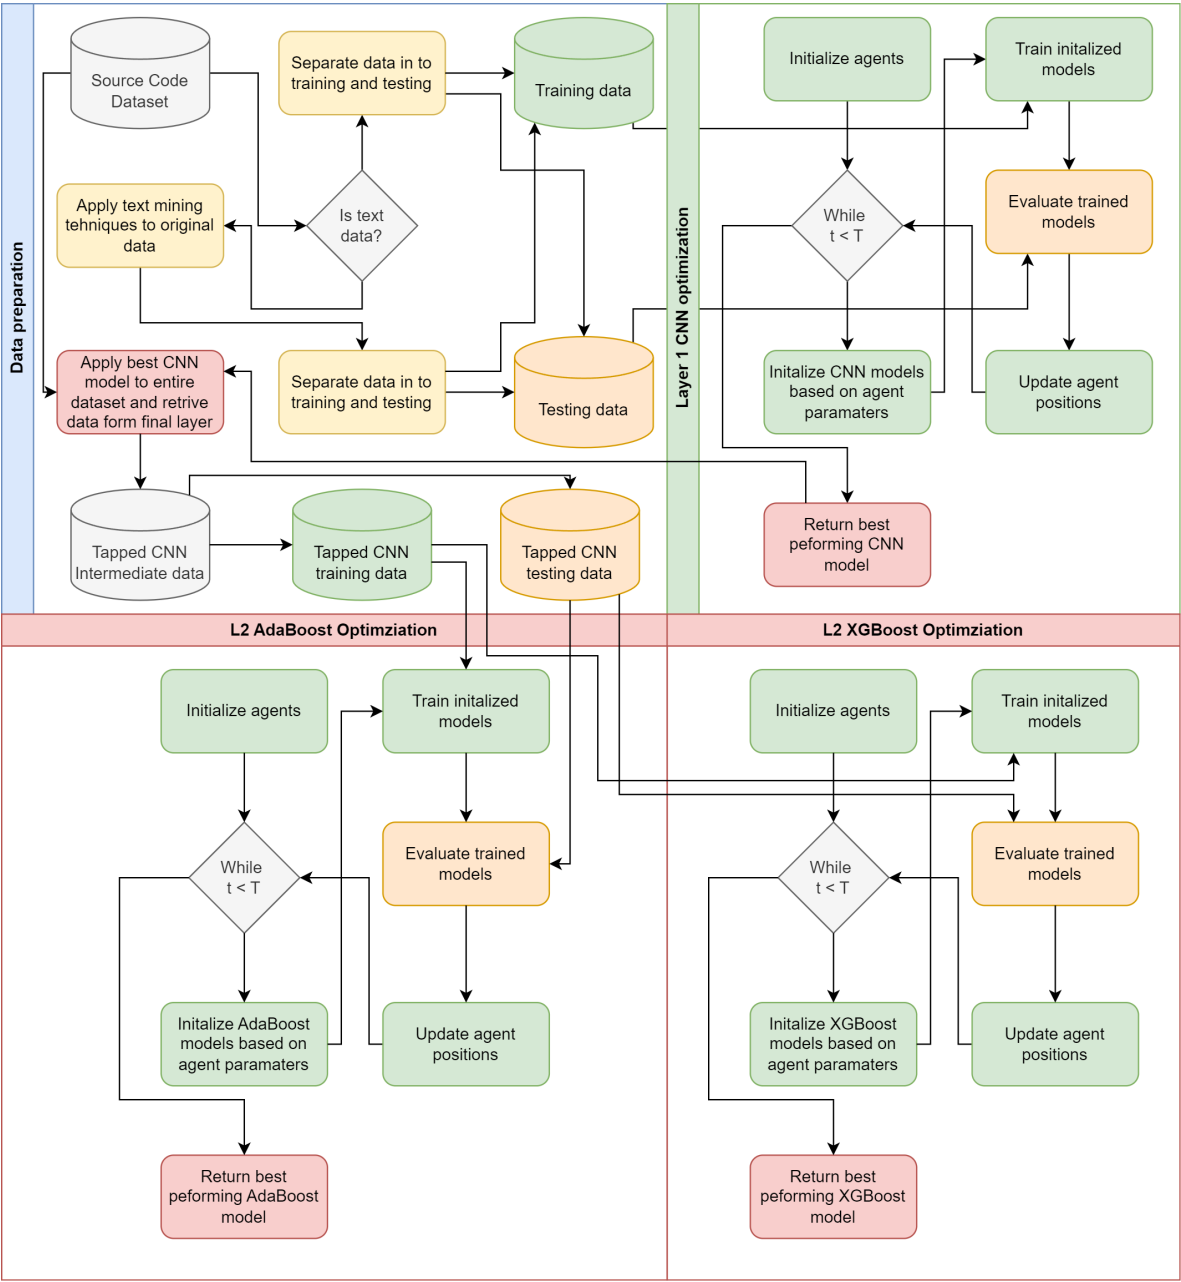 Data preparation
Source Code
Dataset
Separate data in to
training and testing
Training data
Is text
data?
Apply text mining
tehniques to original
data
Apply best CNN
model to entire
dataset and retrive
data form final layer
Separate data in to
training and testing
Testing data
Tapped CNN
Intermediate data
Tapped CNN
training data
Tapped CNN
testing data
Layer 1 CNN optimization
Initialize agents
Train initalized
models
While
t < T
Evaluate trained
models
Initalize CNN models
based on agent
paramaters
Update agent
positions
Return best
peforming CNN
model
L2 AdaBoost Optimziation
Initialize agents
Train initalized
models
While
t < T
Evaluate trained
models
Initalize AdaBoost
models based on
agent paramaters
Update agent
positions
Return best
peforming AdaBoost
model
L2 XGBoost Optimziation
Initialize agents
Train initalized
models
While
t < T
Evaluate trained
models
Initalize XGBoost
models based on
agent paramaters
Update agent
positions
Return best
peforming XGBoost
model